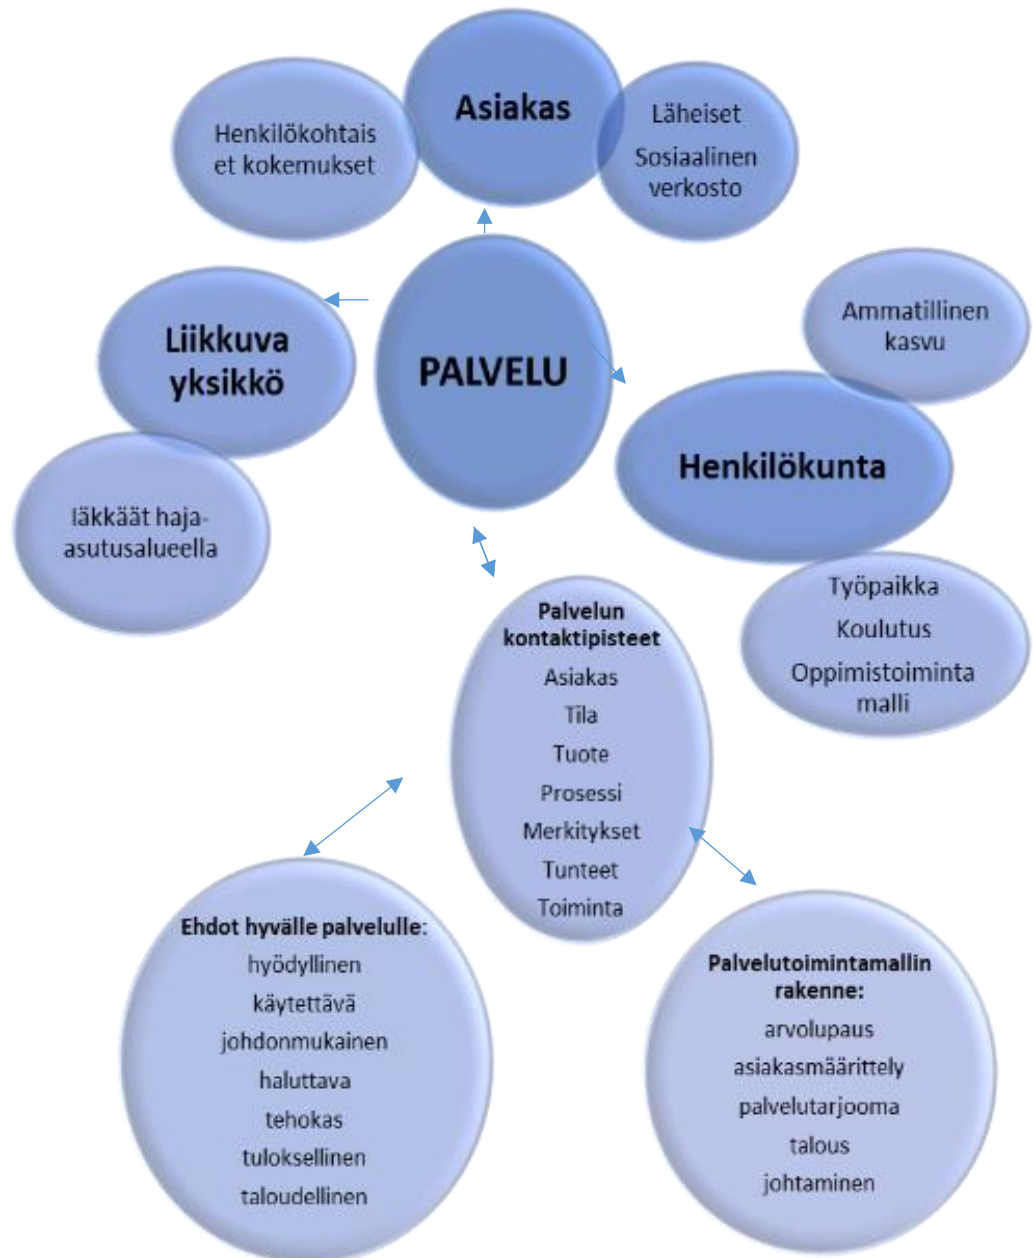 Asiakas
Henkilökohtais
et kokemukset
Läheiset
Sosiaalinen
verkosto
Liikkuva
yksikkö
PALVELU
Ammatillinen
kasvu
Henkilökunta
Iäkkäät haja-
asutusalueella
Työpaikka
Koulutus
Oppimistoiminta
malli
Palvelun
kontaktipisteet
Asiakas
Tila
Tuote
Prosessi
Merkitykset
Tunteet
Toiminta
Ehdot hyvälle palvelulle:
hyödyllinen
käytettävä
johdonmukainen
haluttava
tehokas
tuloksellinen
taloudellinen
Palvelutoimintamallin
rakenne:
arvolupaus
asiakasmäärittely
palvelutarjooma
talous
johtaminen